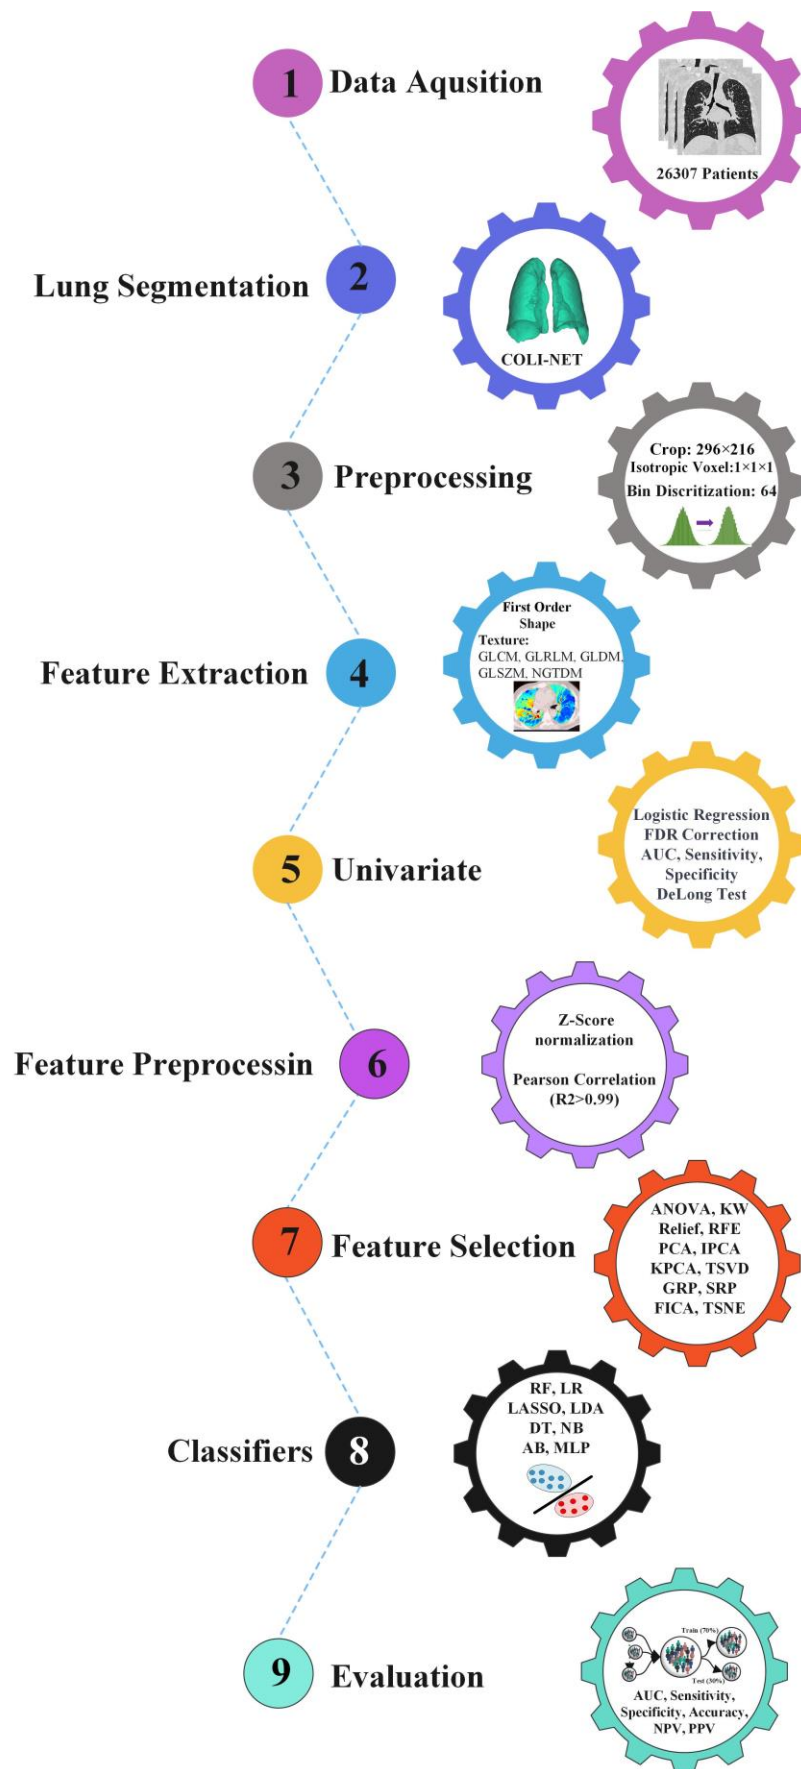 1
Data Aqusition
26307 Patients
2
Lung Segmentation
COLI-NET
3
Preprocessing
Crop: 296×216
Isotropic Voxel:1×1×1
Bin Discritization: 64
4
Feature Extraction
First Order
Shape
Texture:
GLCM, GLRLM, GLDM,
GLSZM, NGTDM
5
Univariate
Logistic Regression
FDR Correction
AUC, Sensitivity,
Specificity
DeLong Test
6
Feature Preprocessin
Z-Score
normalization
Pearson Correlation
(R2>0.99)
7
Feature Selection
ANOVA, KW
Relief, RFE
PCA, IPCA
KPCA, TSVD
GRP, SRP
FICA, TSNE
8
Classifiers
RF, LR
LASSO, LDA
DT, NB
AB, MLP
9
Evaluation
Train (70%)
Test (30%)
AUC, Sensitivity,
Specificity, Accuracy,
NPV, PPV